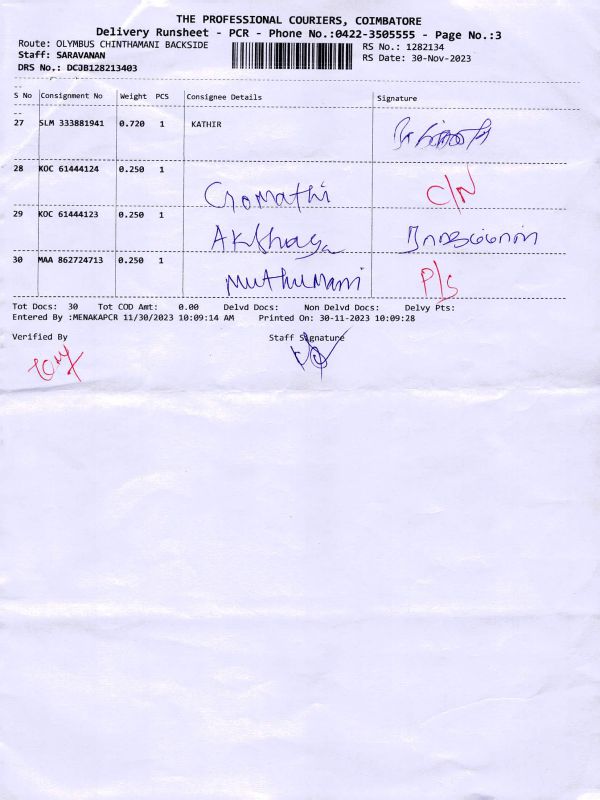 THE PROFESSIONAL COURIERS, COIMBATORE
Delivery Runsheet - PCR - Phone No.:0422-3505555 - Page No.:3
Route: OLYMBUS CHINTHAMANI BACKSIDE
RS No.: 1282134
Staff: SARAVANAN
RS Date: 30-Nov-2023
DRS No.: DCJB128213403
S No Consignment No Weight PCS Consignee Details Signature
27 SLM 333881941 0.720 1 KATHIR
28 KOC 61444124 0.250 1 Gomathi C/N
29 KOC 61444123 0.250 1 Akshaya
30 MAA 862724713 0.250 1 Muthumani P/S
Tot Docs: 30 Tot COD Amt: 0.00 Delvd Docs: Non Delvd Docs: Delvy Pts:
Entered By :MENAKAPCR 11/30/2023 10:09:14 AM Printed On: 30-11-2023 10:09:28
Verified By Staff Signature